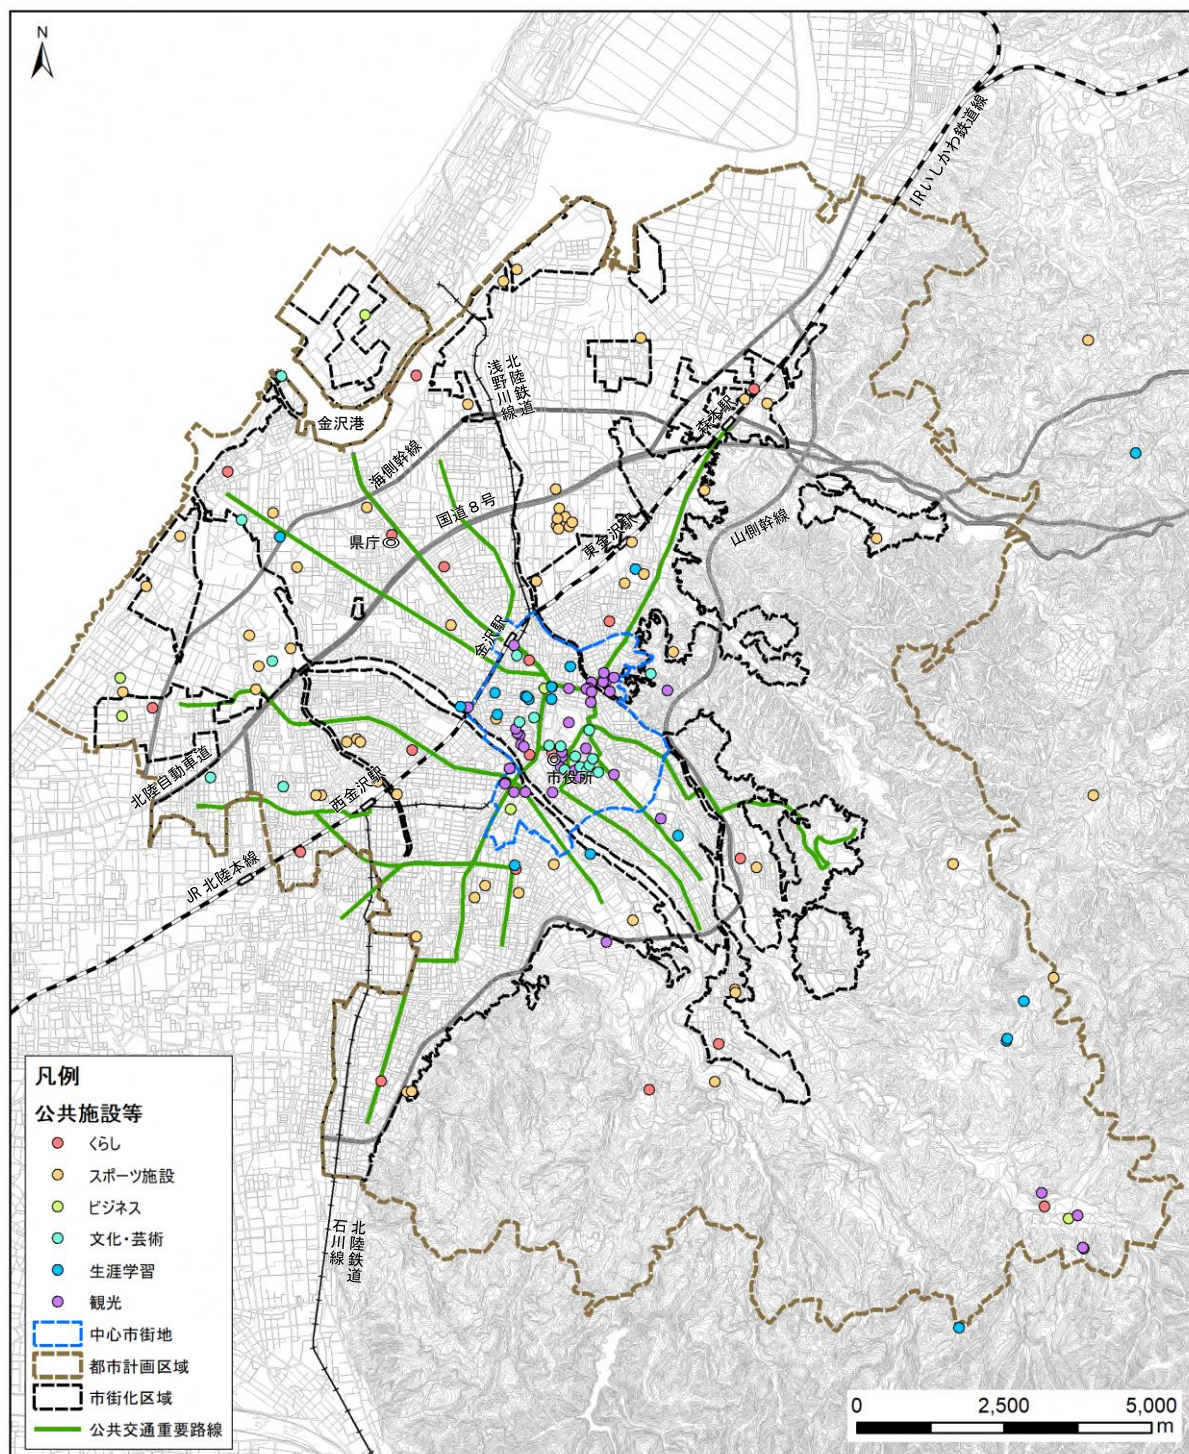 N
IRいしかわ鉄道線
北陸鉄道
浅野川線
金沢港
海側幹線
国道8号
森本駅
東金沢駅
山側幹線
県庁
金沢駅
市役所
北陸自動車道
西金沢駅
JR北陸本線
北陸鉄道
石川線
凡例
公共施設等
くらし
スポーツ施設
ビジネス
文化・芸術
生涯学習
観光
中心市街地
都市計画区域
市街化区域
公共交通重要路線
0 2,500 5,000
m